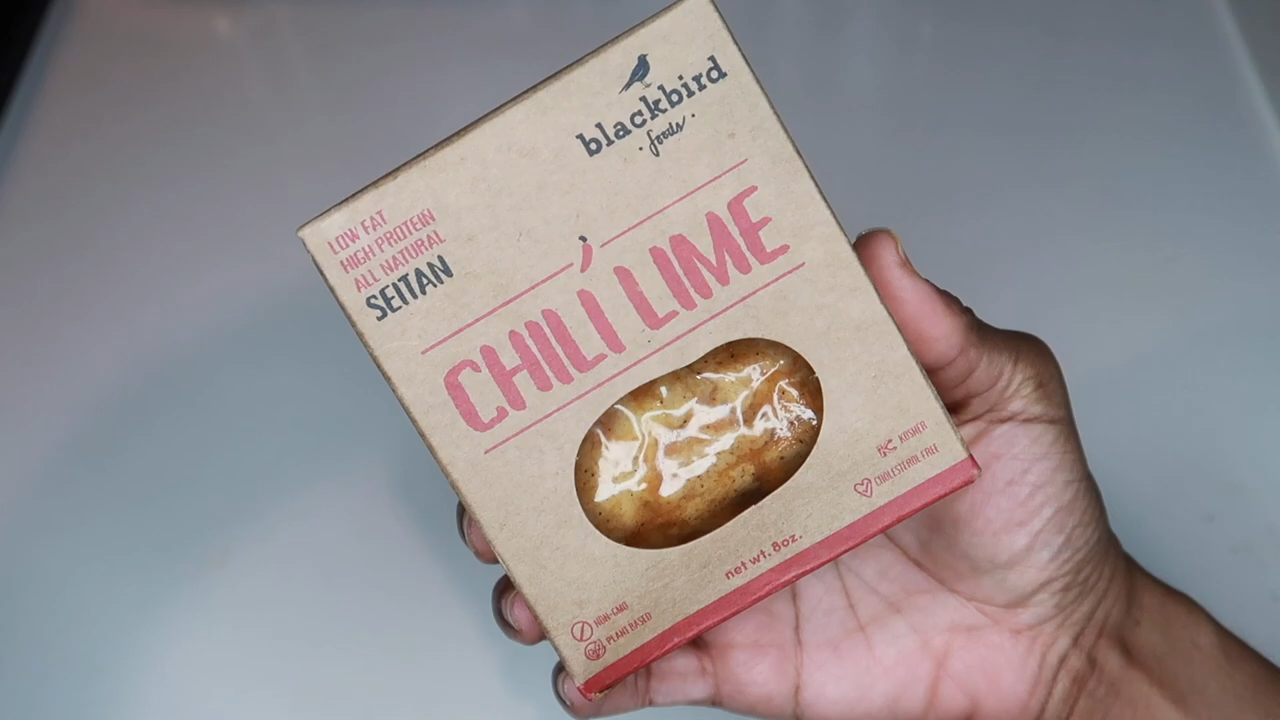 blackbird
foods
LOW FAT
HIGH PROTEIN
ALL NATURAL
SEITAN
CHILI LIME
KOSHER
CHOLESTEROL FREE
net wt. 8oz.
NON-GMO
PLANT BASED